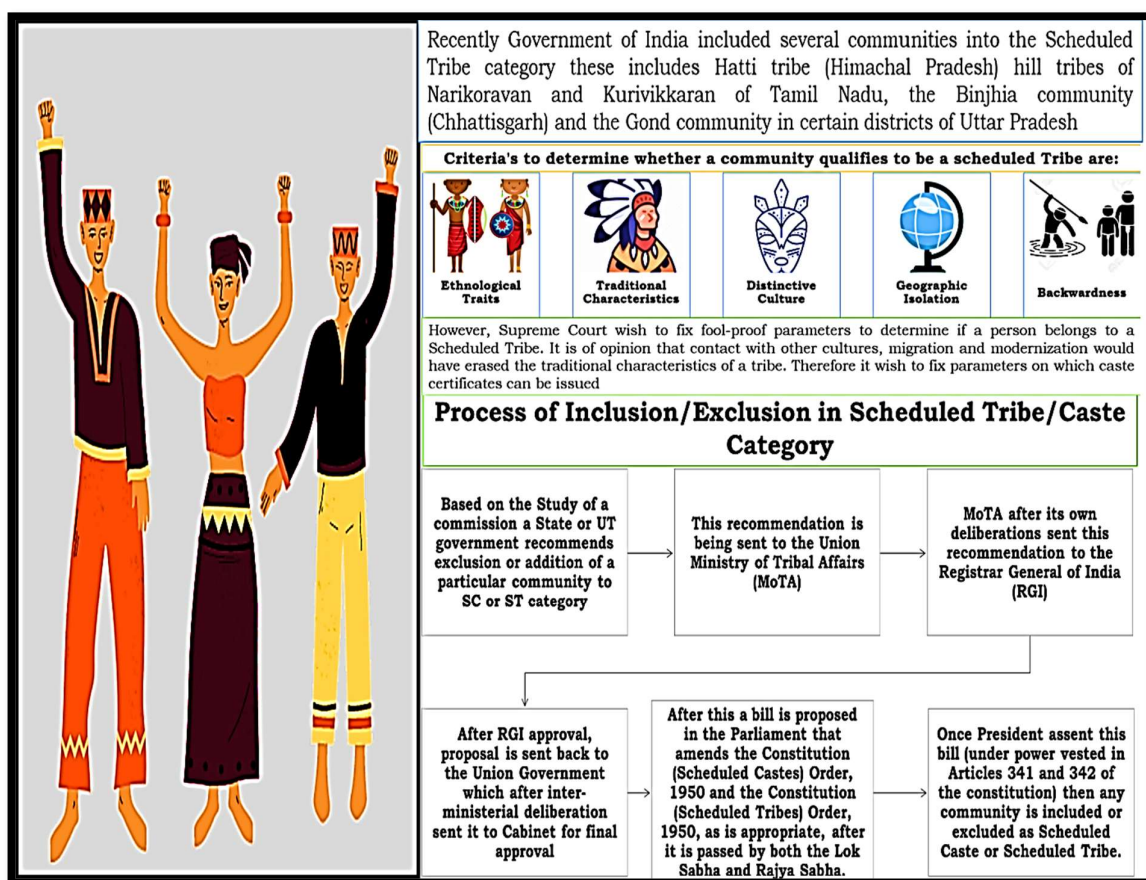 Recently Government of India included several communities into the Scheduled
Tribe category these includes Hatti tribe (Himachal Pradesh) hill tribes of
Narikoravan and Kurivikkaran of Tamil Nadu, the Binjhia community
(Chhattisgarh) and the Gond community in certain districts of Uttar Pradesh
Criteria's to determine whether a community qualifies to be a scheduled Tribe are:
Ethnological
Traits
Traditional
Characteristics
Distinctive
Culture
Geographic
Isolation
Backwardness
However, Supreme Court wish to fix fool-proof parameters to determine if a person belongs to a
Scheduled Tribe. It is of opinion that contact with other cultures, migration and modernization would
have erased the traditional characteristics of a tribe. Therefore it wish to fix parameters on which caste
certificates can be issued
Process of Inclusion/Exclusion in Scheduled Tribe/Caste
Category
Based on the Study of a
commission a State or UT
government recommends
exclusion or addition of a
particular community to
SC or ST category
This recommendation is
being sent to the Union
Ministry of Tribal Affairs
(MoTA)
MoTA after its own
deliberations sent this
recommendation to the
Registrar General of India
(RGI)
After RGI approval,
proposal is sent back to
the Union Government
which after inter-
ministerial deliberation
sent it to Cabinet for final
approval
After this a bill is proposed
in the Parliament that
amends the Constitution
(Scheduled Castes) Order,
1950 and the Constitution
(Scheduled Tribes) Order,
1950, as is appropriate, after
it is passed by both the Lok
Sabha and Rajya Sabha.
Once President assent this
bill (under power vested in
Articles 341 and 342 of
the constitution) then any
community is included or
excluded as Scheduled
Caste or Scheduled Tribe.